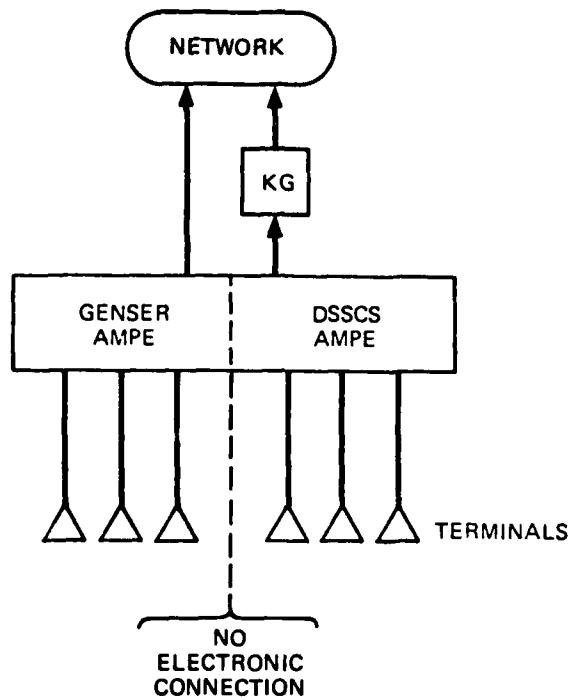 NETWORK
KG
GENSER
AMPE
DSSCS
AMPE
TERMINALS
NO
ELECTRONIC
CONNECTION